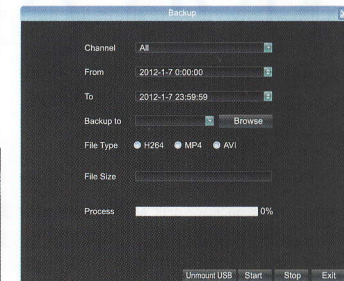 Backup
Channel All
From 2012-1-7 0:00:00
To 2012-1-7 23:59:59
Backup to Browse
File Type H264 MP4 AVI
File Size
Process 0%
Unmount USB Start Stop Exit